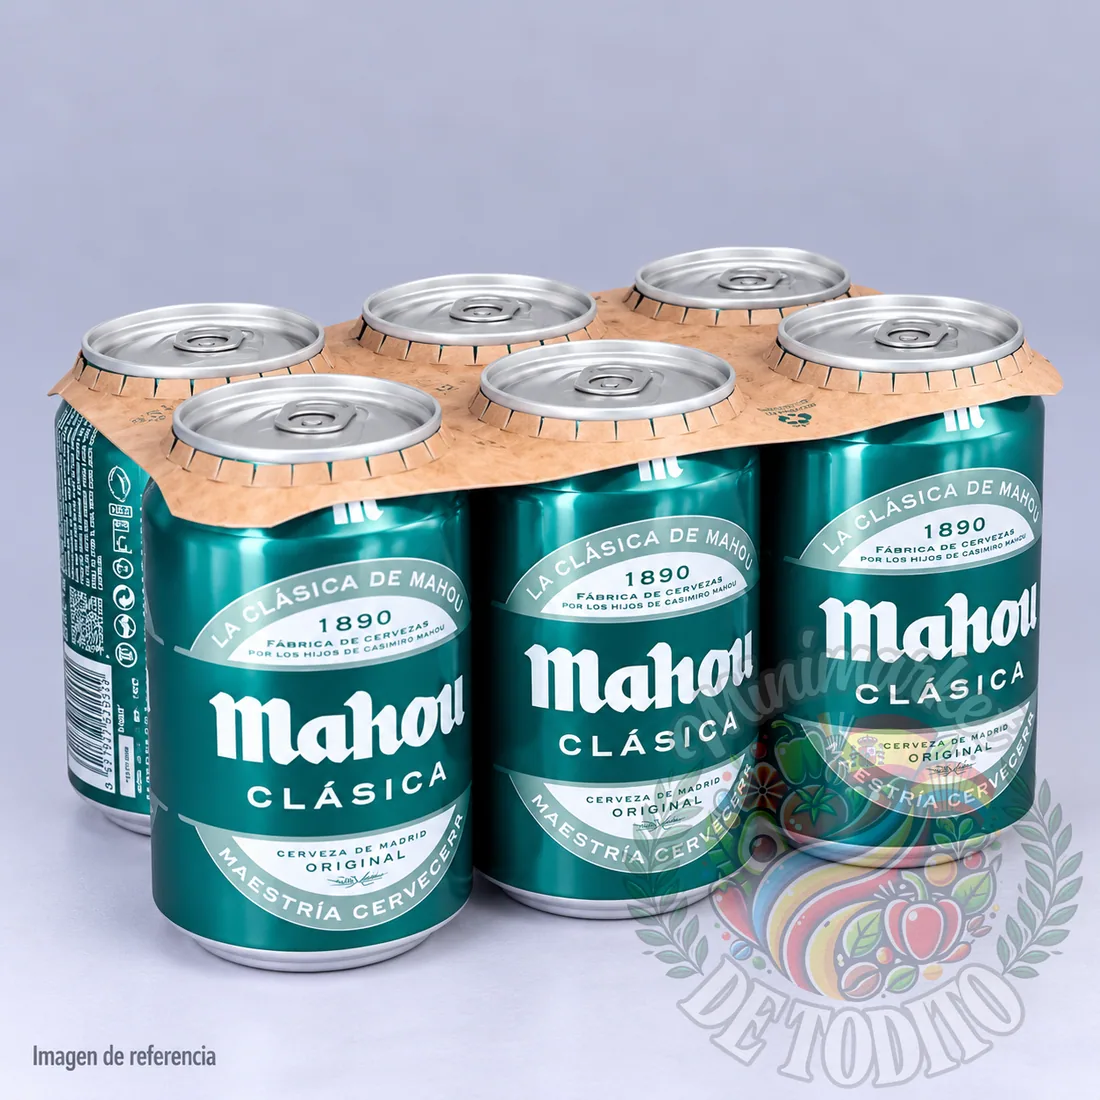 m
LA CLÁSICA DE MAHOU
1890
FÁBRICA DE CERVEZAS
POR LOS HIJOS DE CASIMIRO MAHOU
Mahou
CLÁSICA
CERVEZA DE MADRID
ORIGINAL
MAESTRÍA CERVECERA
m
LA CLÁSICA DE MAHOU
1890
FÁBRICA DE CERVEZAS
POR LOS HIJOS DE CASIMIRO MAHOU
Mahou
CLÁSICA
CERVEZA DE MADRID
ORIGINAL
MAESTRÍA CERVECERA
m
LA CLÁSICA DE MAHOU
1890
FÁBRICA DE CERVEZAS
POR LOS HIJOS DE CASIMIRO MAHOU
Mahou
CLÁSICA
CERVEZA DE MADRID
ORIGINAL
MAESTRÍA CERVECERA
DE TODITO
Imagen de referencia